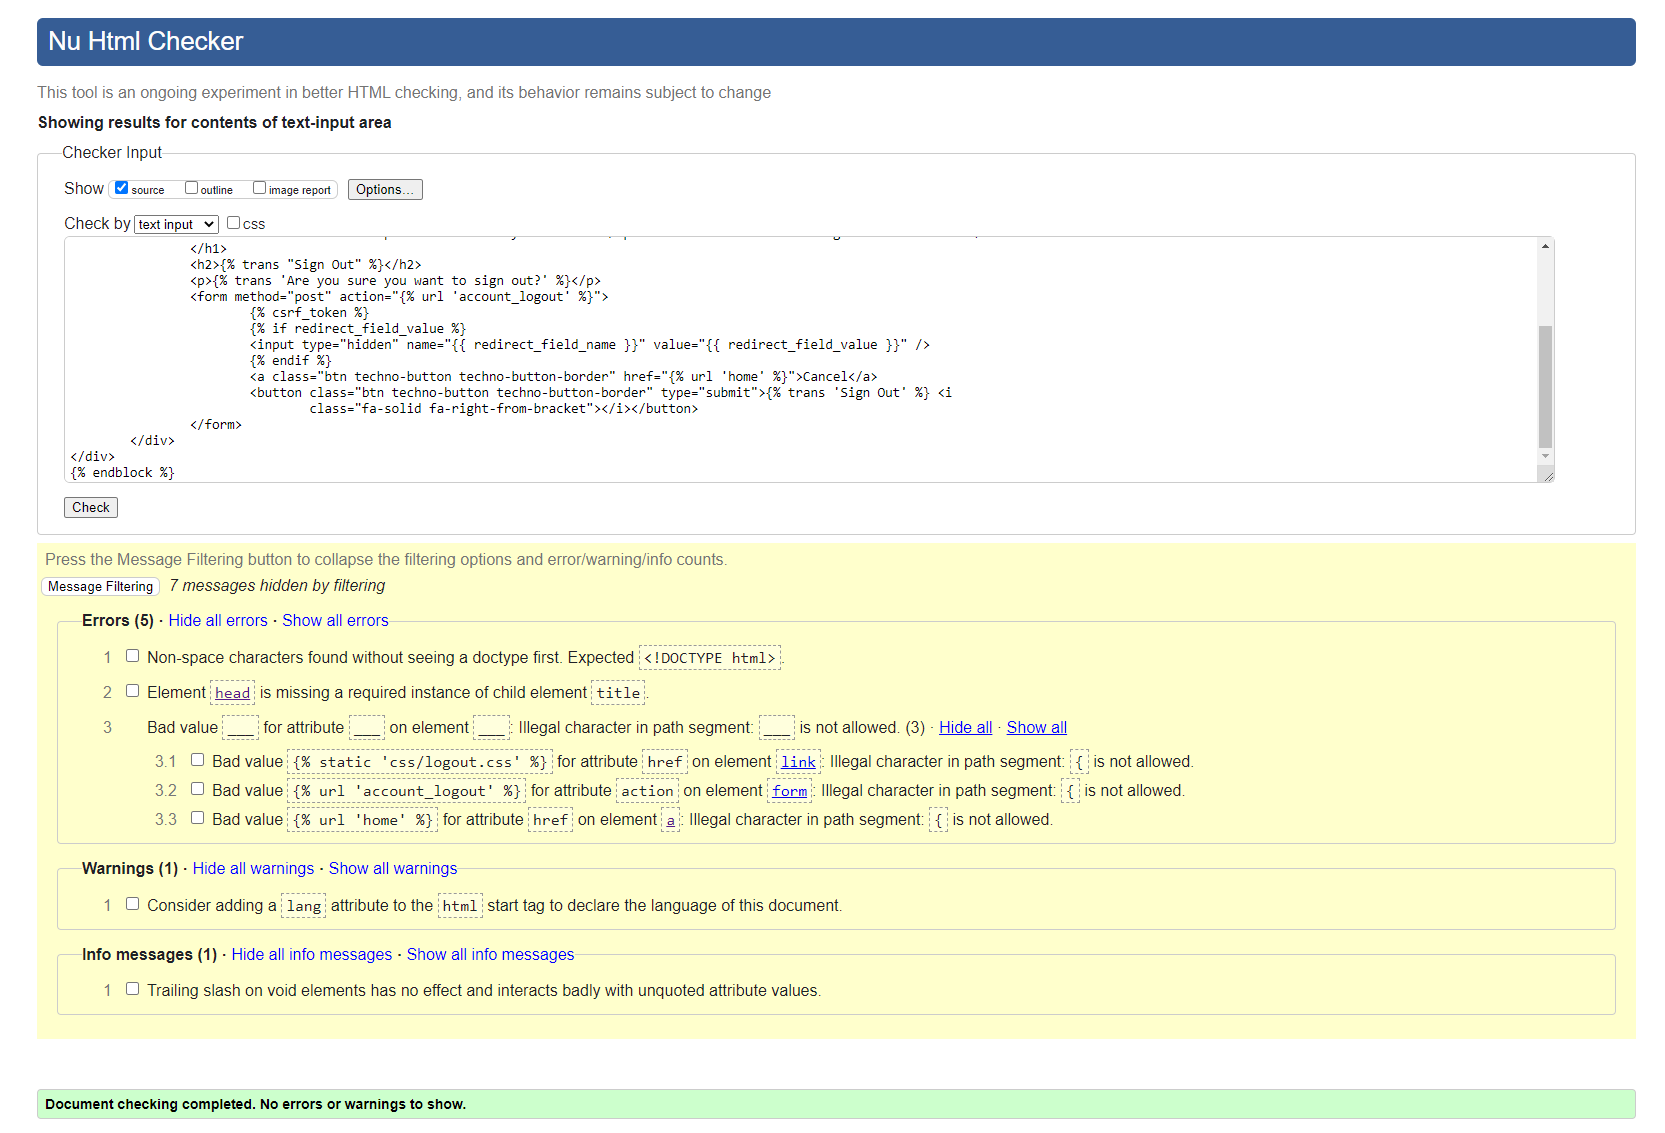 Nu Html Checker
This tool is an ongoing experiment in better HTML checking, and its behavior remains subject to change
Showing results for contents of text-input area
Checker Input
Show source outline image report Options...
Check by text input css
</h1>
<h2>{% trans "Sign Out" %}</h2>
<p>{% trans 'Are you sure you want to sign out?' %}</p>
<form method="post" action="{% url 'account_logout' %}">
{% csrf_token %}
{% if redirect_field_value %}
<input type="hidden" name="{{ redirect_field_name }}" value="{{ redirect_field_value }}" />
{% endif %}
<a class="btn techno-button techno-button-border" href="{% url 'home' %}">Cancel</a>
<button class="btn techno-button techno-button-border" type="submit">{% trans 'Sign Out' %} <i
class="fa-solid fa-right-from-bracket"></i></button>
</form>
</div>
</div>
{% endblock %}
Check
Press the Message Filtering button to collapse the filtering options and error/warning/info counts.
Message Filtering 7 messages hidden by filtering
Errors (5) · Hide all errors · Show all errors
1 Non-space characters found without seeing a doctype first. Expected <!DOCTYPE html>.
2 Element head is missing a required instance of child element title.
3 Bad value ___ for attribute ___ on element ___: Illegal character in path segment: ___ is not allowed. (3) · Hide all · Show all
3.1 Bad value {% static 'css/logout.css' %} for attribute href on element link: Illegal character in path segment: { is not allowed.
3.2 Bad value {% url 'account_logout' %} for attribute action on element form: Illegal character in path segment: { is not allowed.
3.3 Bad value {% url 'home' %} for attribute href on element a: Illegal character in path segment: { is not allowed.
Warnings (1) · Hide all warnings · Show all warnings
1 Consider adding a lang attribute to the html start tag to declare the language of this document.
Info messages (1) · Hide all info messages · Show all info messages
1 Trailing slash on void elements has no effect and interacts badly with unquoted attribute values.
Document checking completed. No errors or warnings to show.